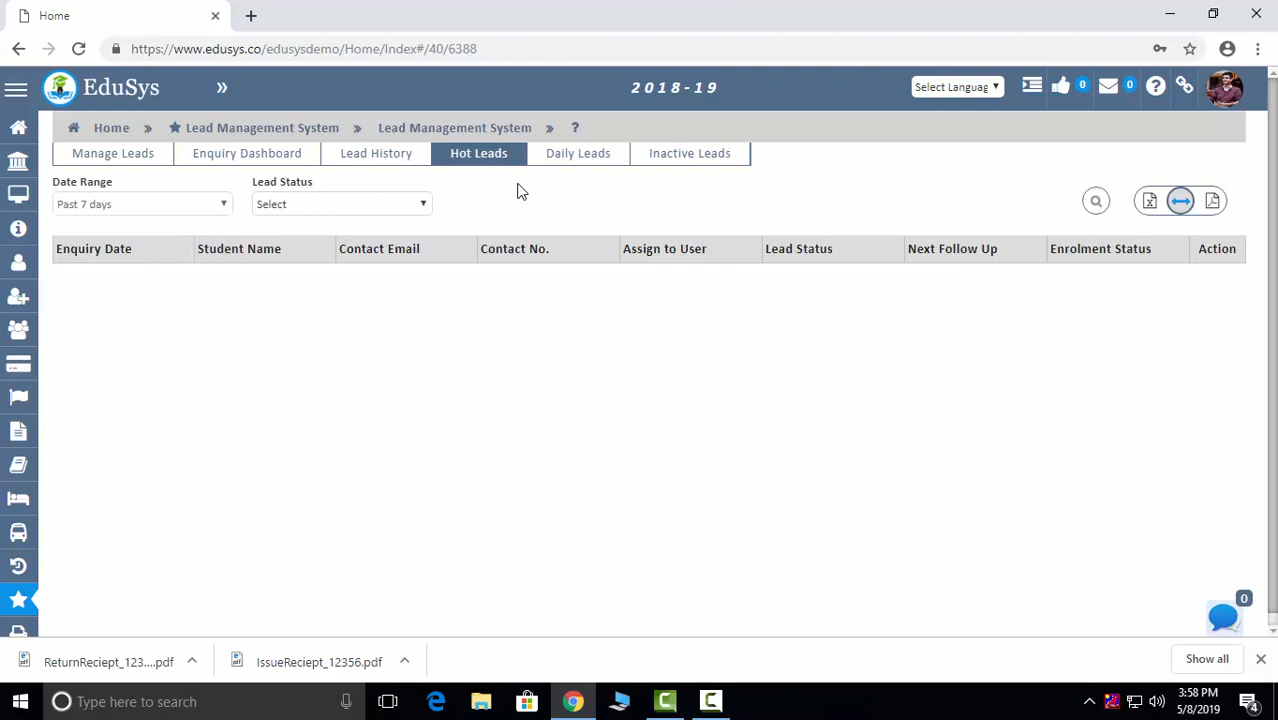 Home
https://www.edusys.co/edusysdemo/Home/Index#/40/6388
EduSys » 2018-19 Select Languag 0 0
Home » Lead Management System » Lead Management System » ?
Manage Leads Enquiry Dashboard Lead History Hot Leads Daily Leads Inactive Leads
Date Range Lead Status
Past 7 days Select
Enquiry Date Student Name Contact Email Contact No. Assign to User Lead Status Next Follow Up Enrolment Status Action
0
ReturnReciept_123....pdf IssueReciept_12356.pdf Show all
Type here to search
3:58 PM
5/8/2019
4